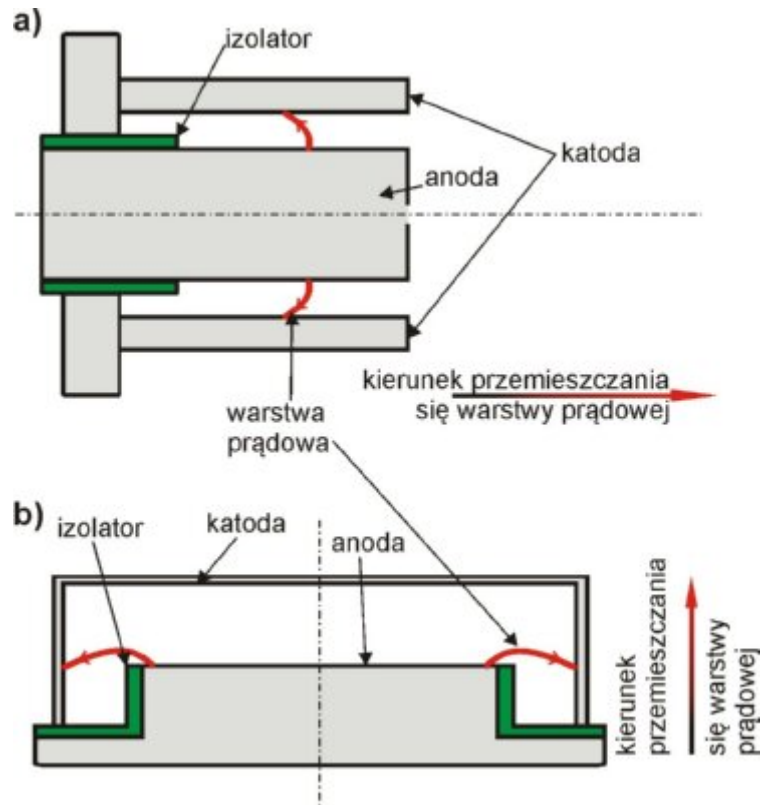 a)
izolator
katoda
anoda
kierunek przemieszczania
się warstwy prądowej
warstwa
prądowa
b)
izolator
katoda
anoda
kierunek
przemieszczania
się warstwy
prądowej